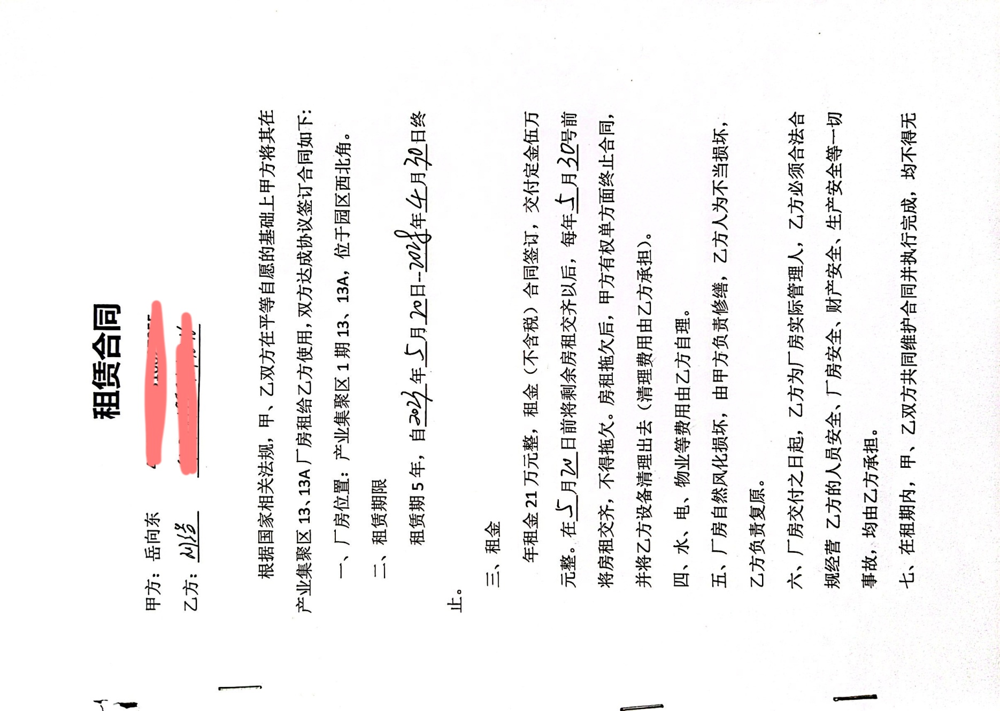 租赁合同
甲方：岳向东
乙方：
根据国家相关法规，甲、乙双方在平等自愿的基础上甲方将其在
产业集聚区13、13A厂房租给乙方使用，双方达成协议签订合同如下：
一、厂房位置：产业集聚区1期13、13A，位于园区西北角。
二、租赁期限
租赁期5年，自2023年5月20日--2028年4月30日终
止。
三、租金
年租金21万元整，租金（不含税）合同签订，交付定金伍万
元整。在5月20日前将剩余房租交齐以后，每年5月30号前
将房租交齐，不得拖欠。房租拖欠后，甲方有权单方面终止合同，
并将乙方设备清理出去（清理费用由乙方承担）。
四、水、电、物业等费用由乙方自理。
五、厂房自然风化损坏，由甲方负责修缮，乙方人为不当损坏，
乙方负责复原。
六、厂房交付之日起，乙方为厂房实际管理人，乙方必须合法合
规经营 乙方的人员安全、厂房安全、财产安全、生产安全等一切
事故，均由乙方承担。
七、在租期内，甲、乙双方共同维护合同并执行完成，均不得无